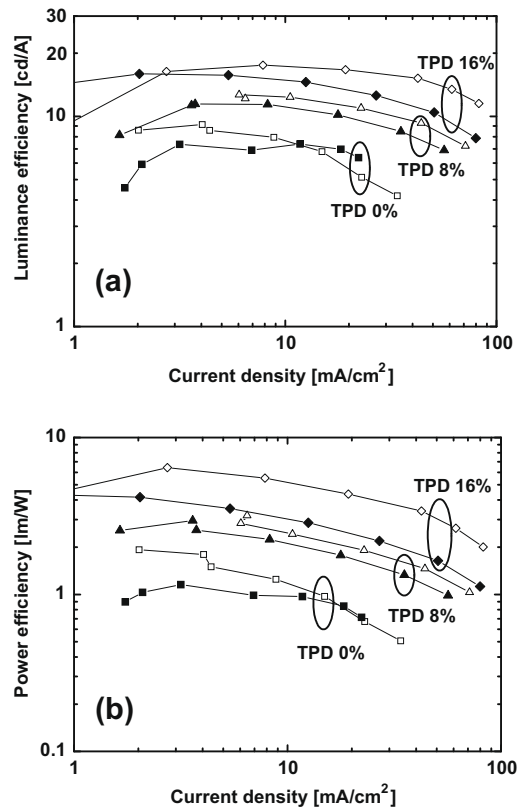 30
10
1
Luminance efficiency [cd/A]
TPD 16%
TPD 8%
TPD 0%
(a)
1 10 100
Current density [mA/cm²]
10
1
0.1
Power efficiency [lm/W]
TPD 16%
TPD 8%
TPD 0%
(b)
1 10 100
Current density [mA/cm²]